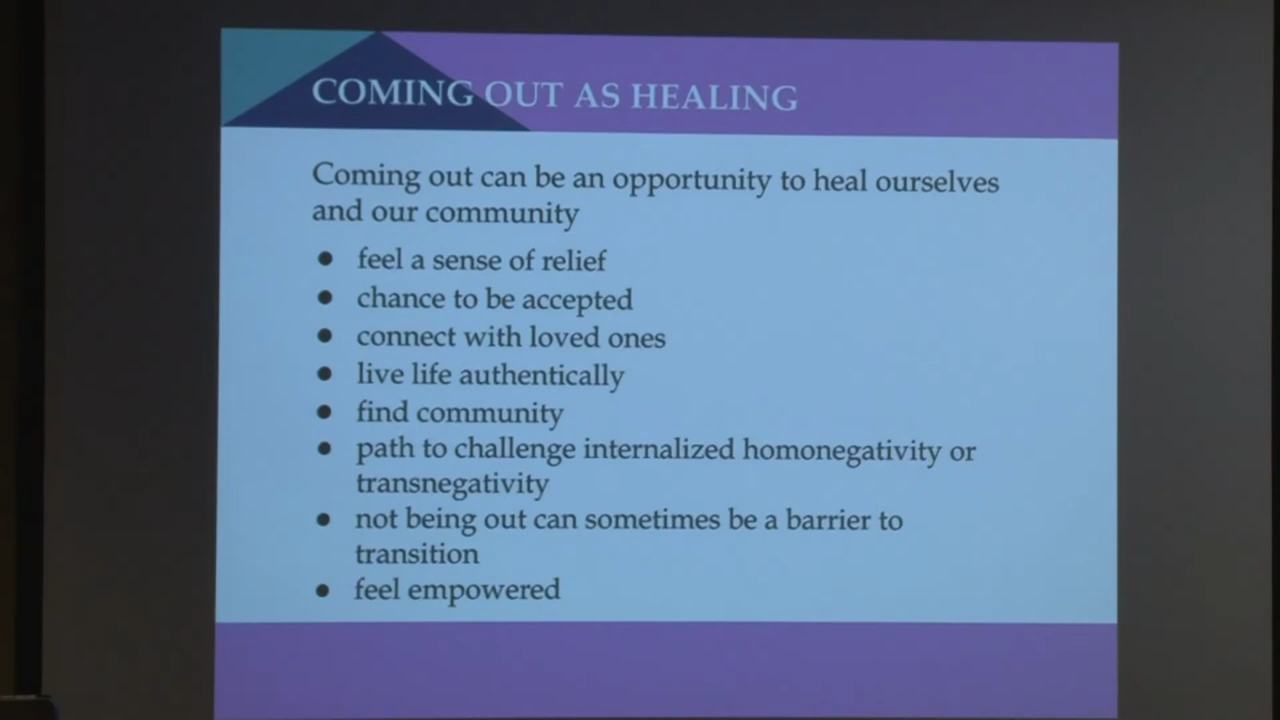 COMING OUT AS HEALING
Coming out can be an opportunity to heal ourselves
and our community
● feel a sense of relief
● chance to be accepted
● connect with loved ones
● live life authentically
● find community
● path to challenge internalized homonegativity or
transnegativity
● not being out can sometimes be a barrier to
transition
● feel empowered